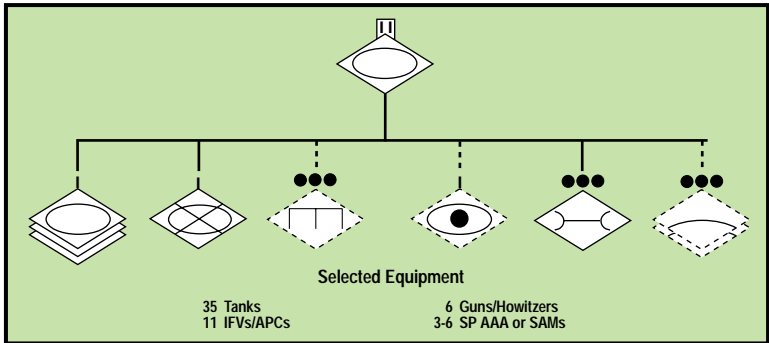 Selected Equipment
35 Tanks
11 IFVs/APCs
6 Guns/Howitzers
3-6 SP AAA or SAMs